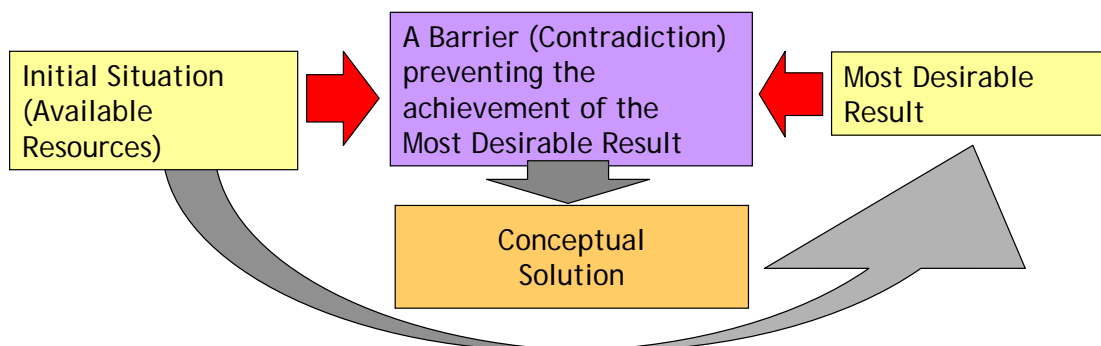 Initial Situation
(Available
Resources)
A Barrier (Contradiction)
preventing the
achievement of the
Most Desirable Result
Most Desirable
Result
Conceptual
Solution